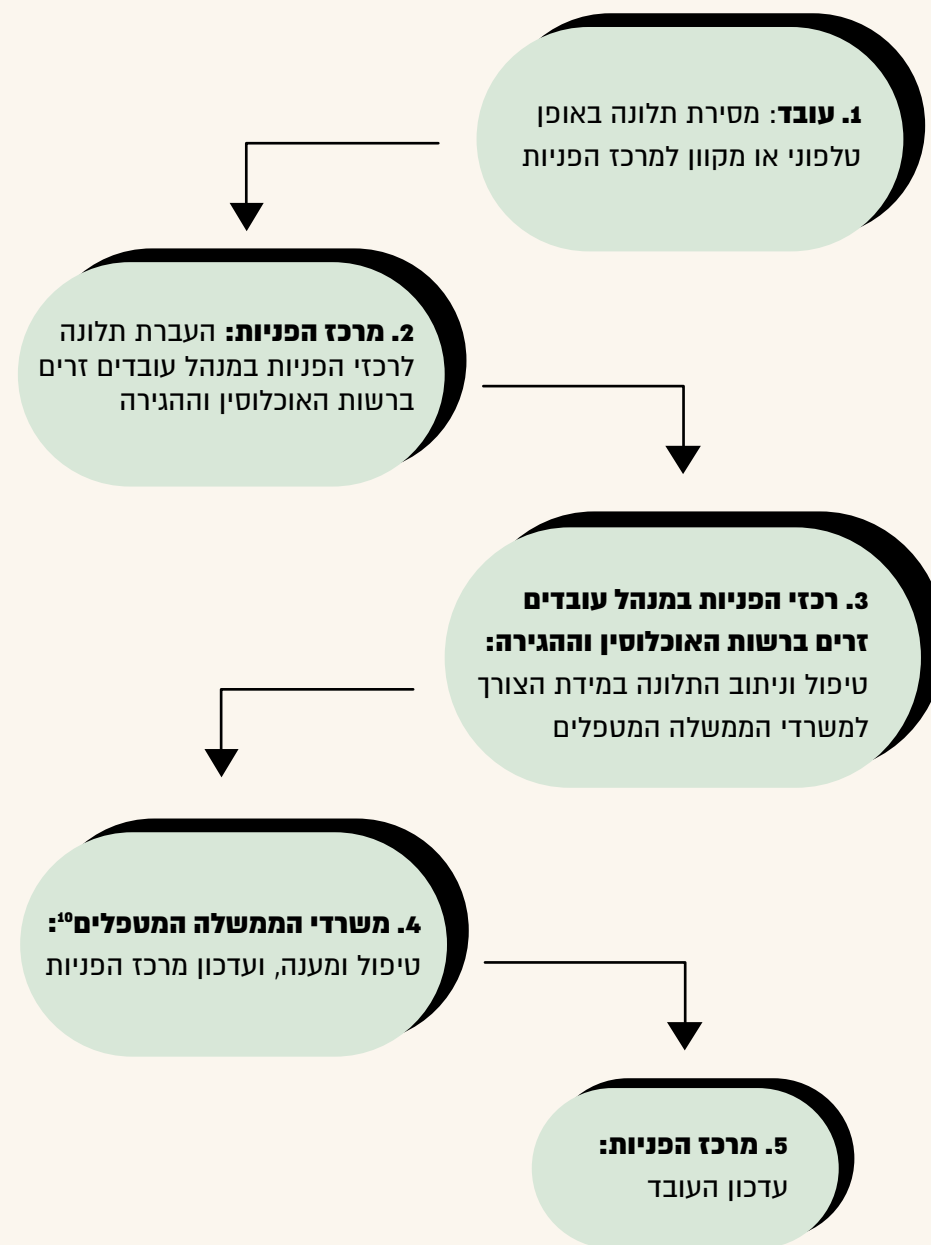 1. עובד: מסירת תלונה באופן
טלפוני או מקוון למרכז הפניות
2. מרכז הפניות: העברת תלונה
לרכזי הפניות במנהל עובדים זרים
ברשות האוכלוסין וההגירה
3. רכזי הפניות במנהל עובדים
זרים ברשות האוכלוסין וההגירה:
טיפול וניתוב התלונה במידת הצורך
למשרדי הממשלה המטפלים
4. משרדי הממשלה המטפלים¹⁰:
טיפול ומענה, ועדכון מרכז הפניות
5. מרכז הפניות:
עדכון העובד